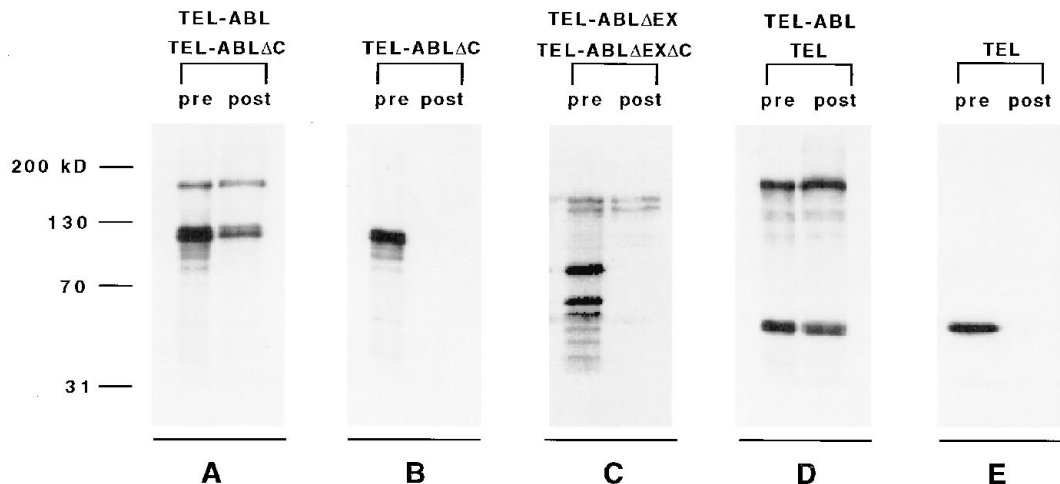 TEL-ABL
TEL-ABLΔC
pre post
TEL-ABLΔC
pre post
TEL-ABLΔEX
TEL-ABLΔEXΔC
pre post
TEL-ABL
TEL
pre post
TEL
pre post
200 kD
130
70
31
A
B
C
D
E